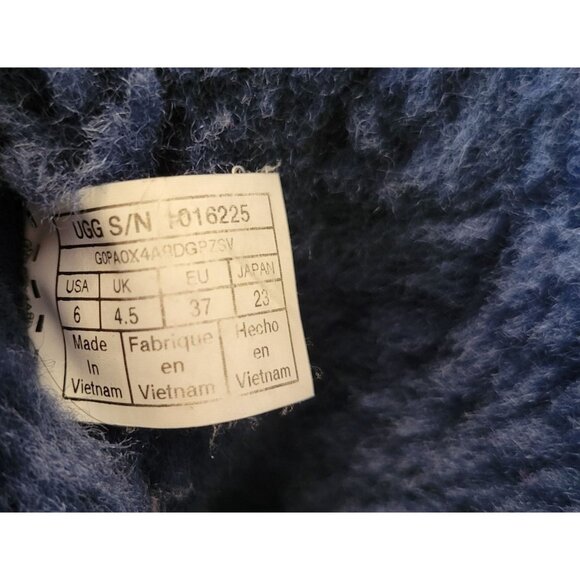 UGG S/N 1016225
USA UK EU JAPAN
6 4.5 37 23
Made In Vietnam
Fabrique en Vietnam
Hecho en Vietnam